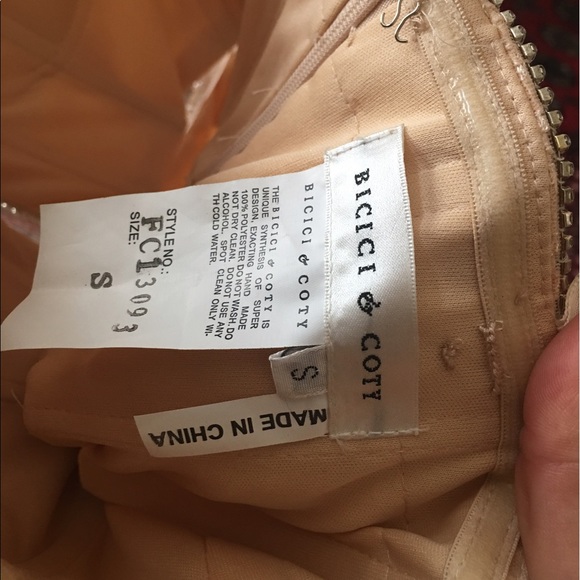 BICICI & COTY
S
BICICI & COTY
THE BICICI & COTY IS
UNIQUE SYNTHESIS OF SUPER
DESIGN, EXACTING HAND MADE
100%POLYESTER DO NOT WASH.DO
NOT DRY CLEAN. DO NOT USE ANY
ALCOHOL, SPOT CLEAN ONLY WI-
TH COLD WATER.
STYLE NO.:
FC13093
SIZE:
S
MADE IN CHINA